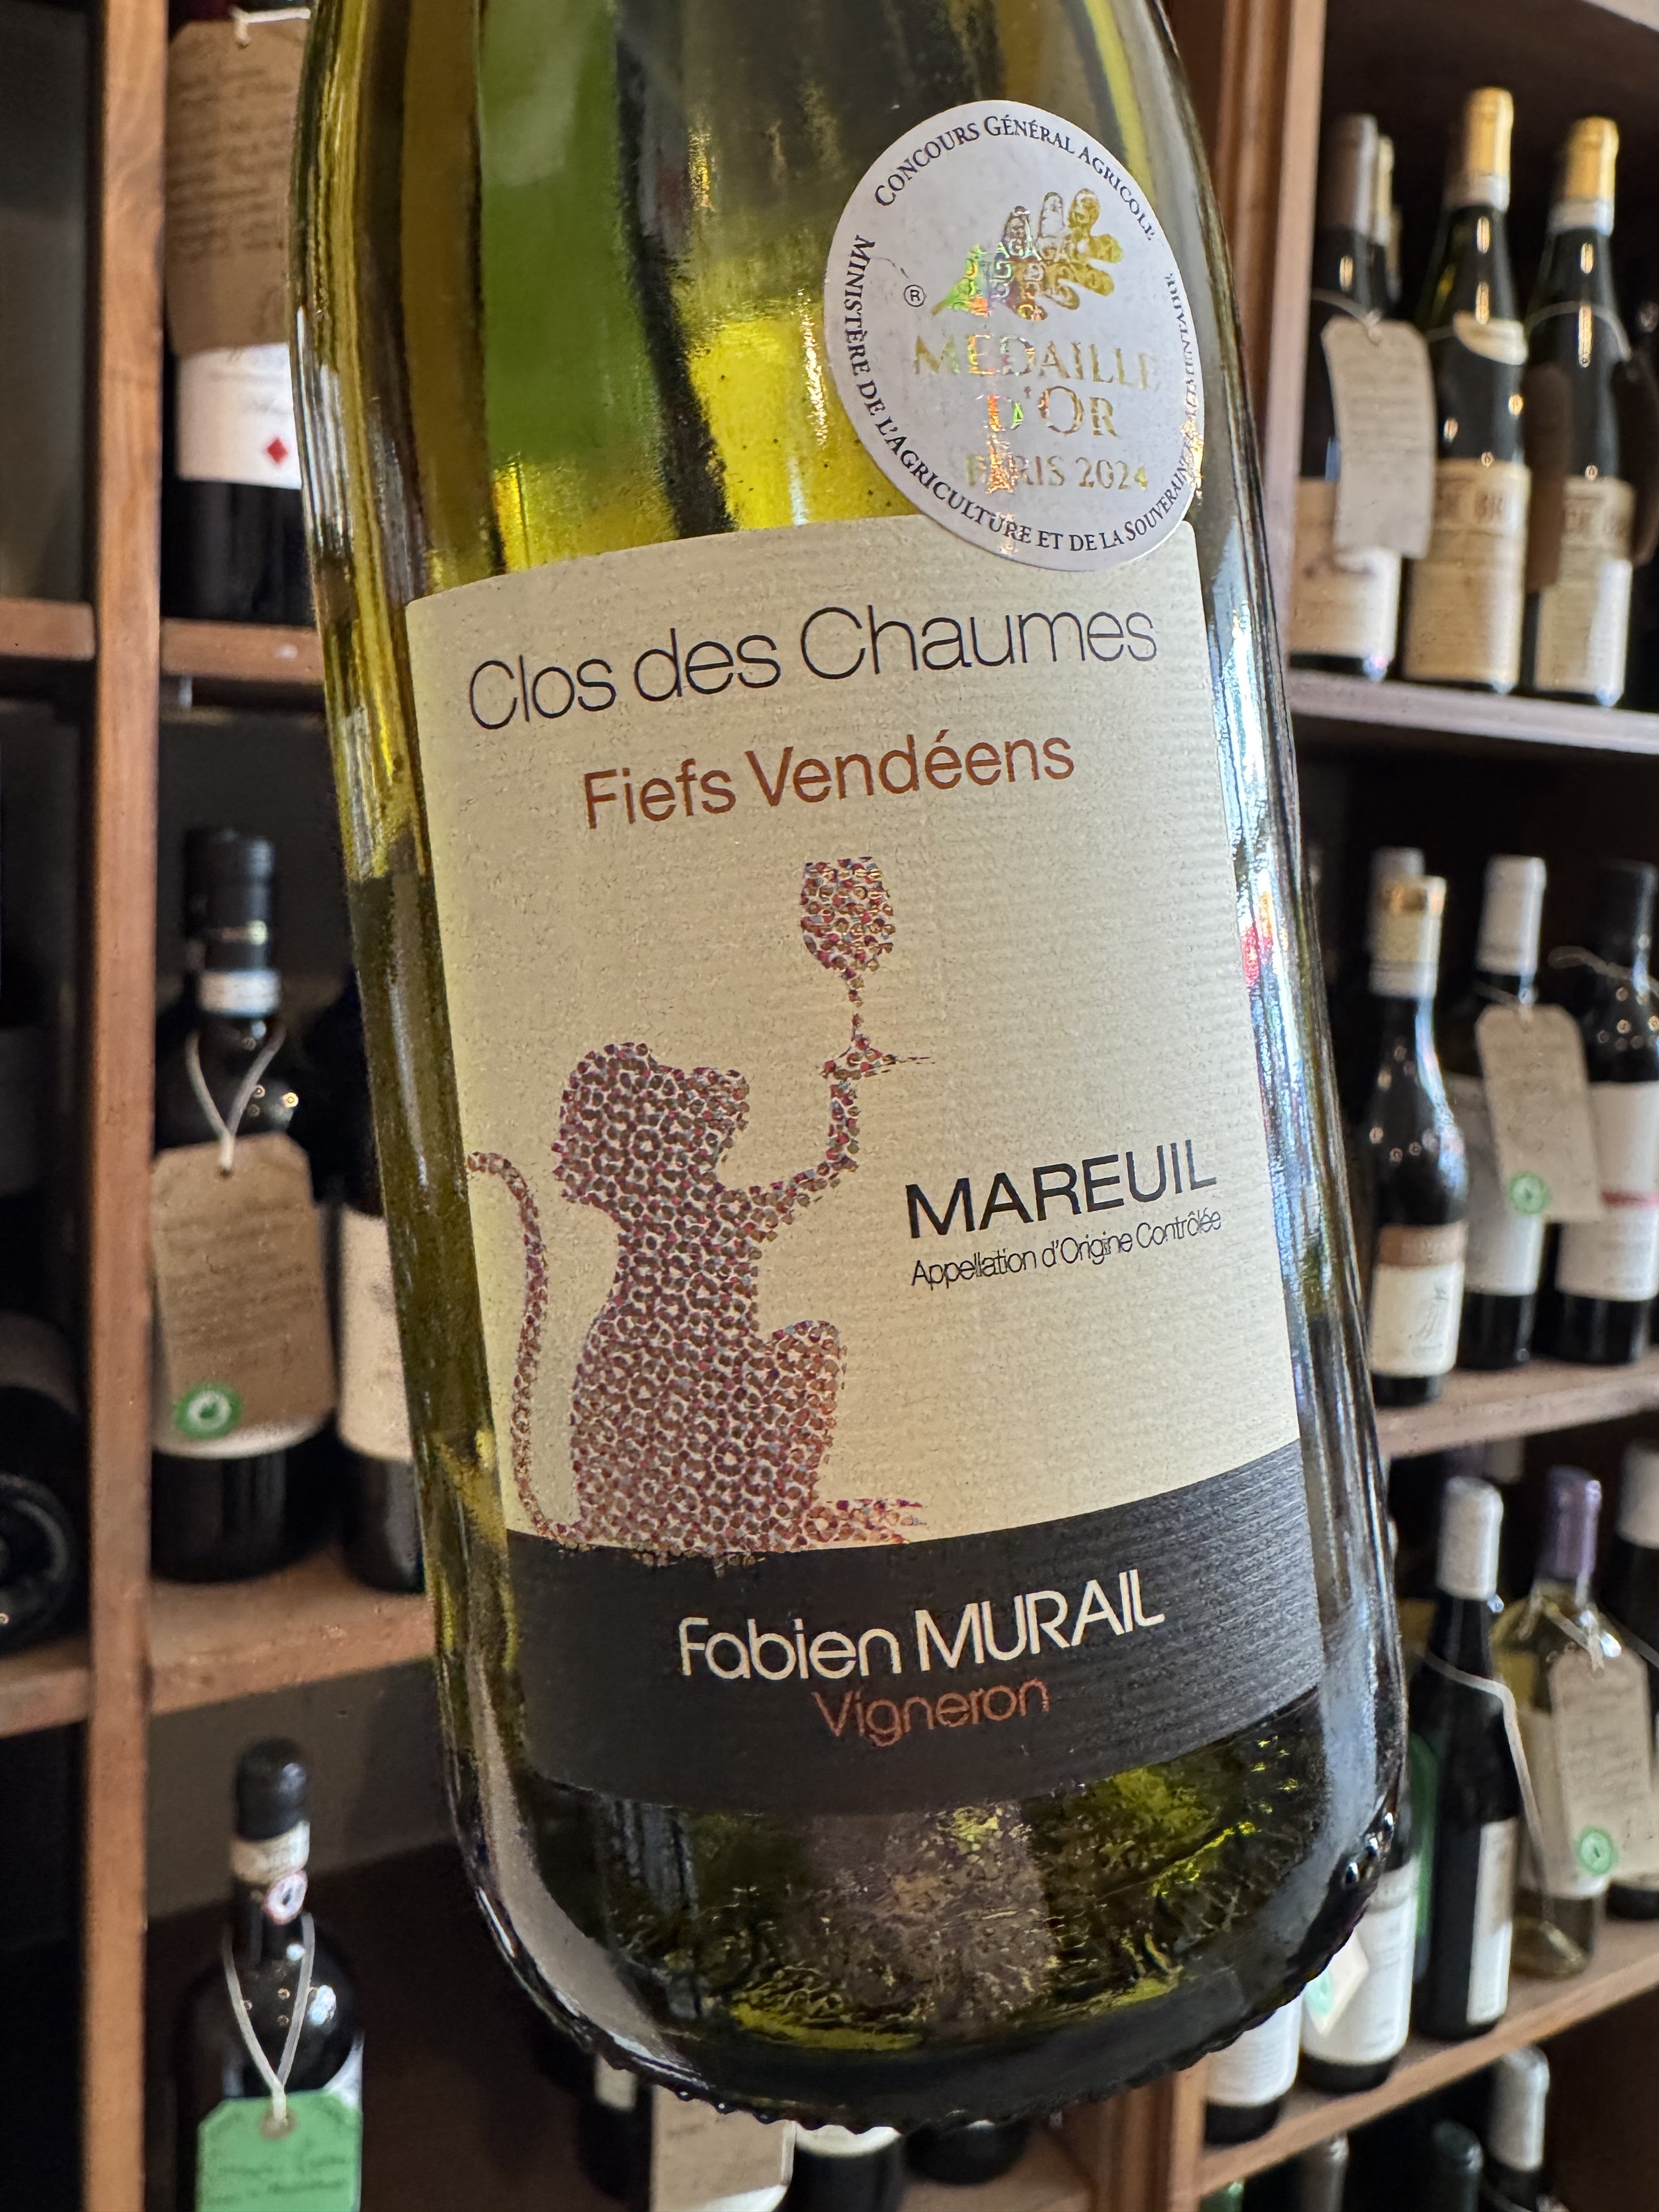 CONCOURS GÉNÉRAL AGRICOLE
MINISTÈRE DE L'AGRICULTURE ET DE LA SOUVERAINETÉ ALIMENTAIRE
®
MÉDAILLE
D'OR
PARIS 2024
Clos des Chaumes
Fiefs Vendéens
MAREUIL
Appellation d'Origine Contrôlée
Fabien MURAIL
Vigneron